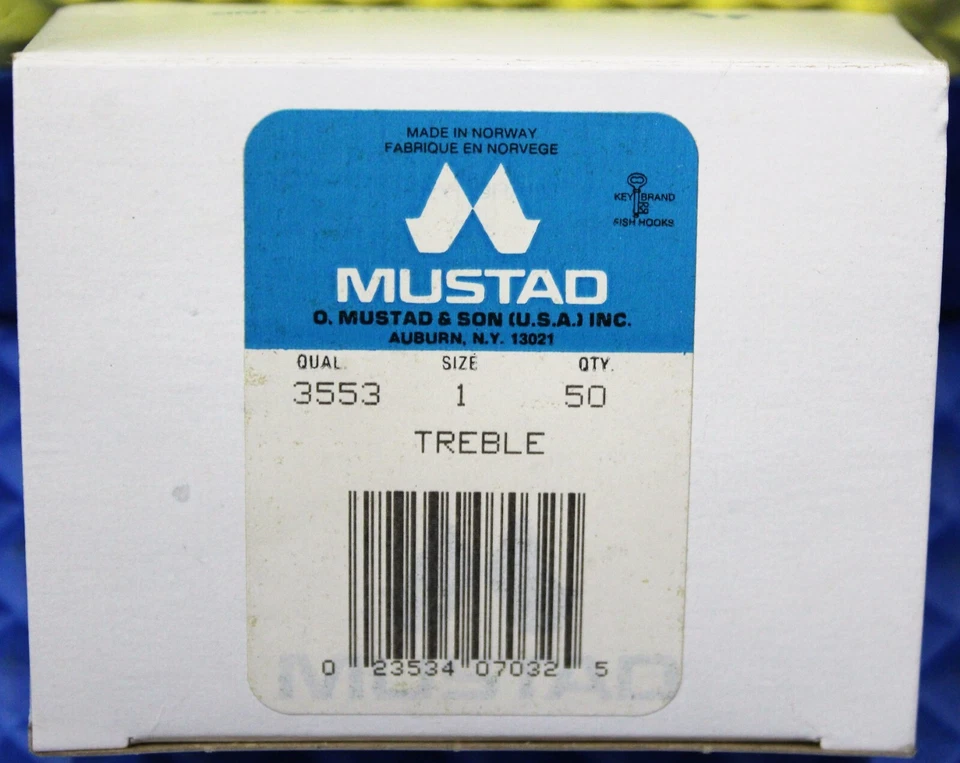 MADE IN NORWAY
FABRIQUE EN NORVEGE
KEY BRAND
FISH HOOKS
MUSTAD
O. MUSTAD & SON (U.S.A.) INC.
AUBURN, N.Y. 13021
QUAL. SIZE QTY.
3553 1 50
TREBLE
0 23534 07032 5
MUSTAD